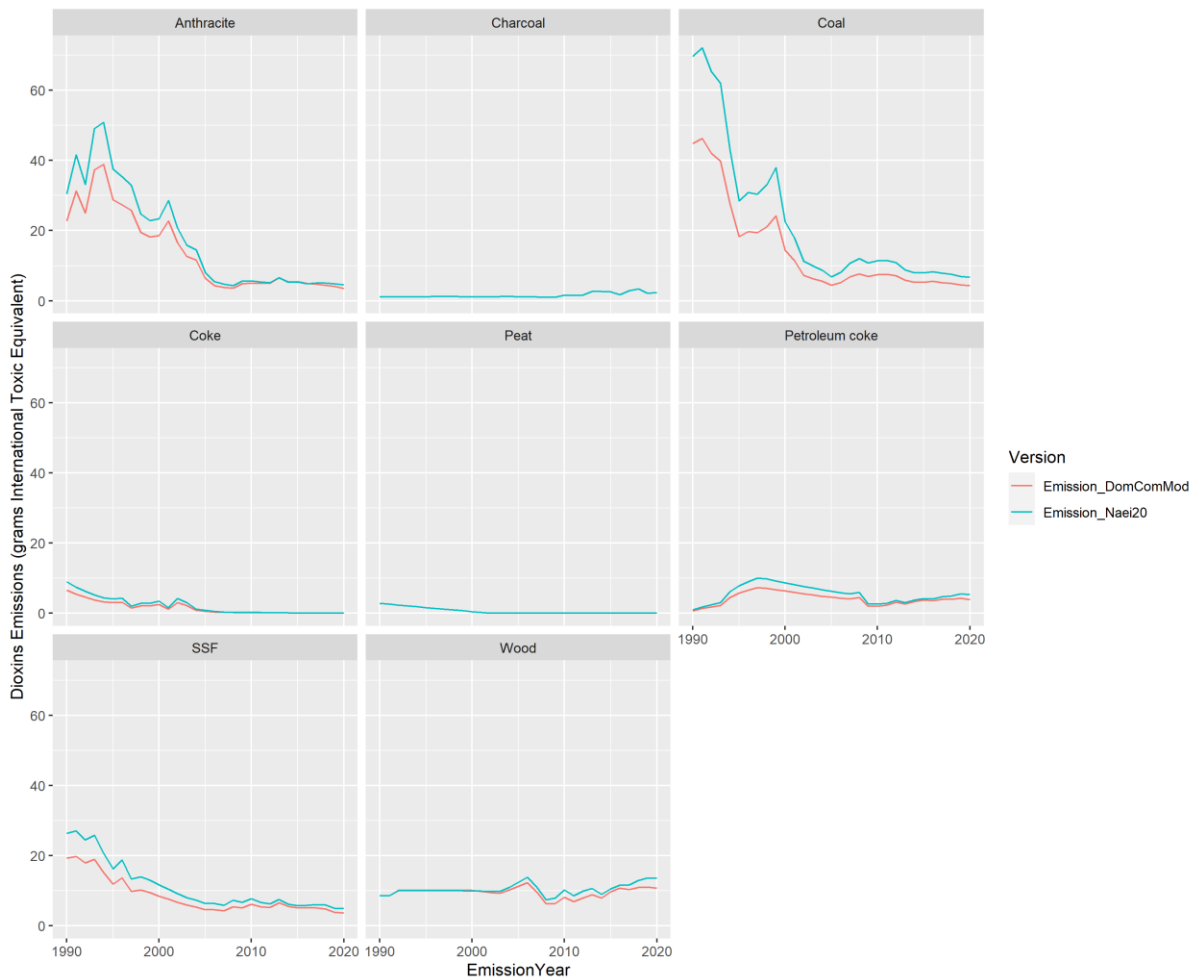 Anthracite
Charcoal
Coal
60
40
20
0
Coke
Peat
Petroleum coke
60
40
20
0
1990
2000
2010
2020
SSF
Wood
60
40
20
0
1990
2000
2010
2020
1990
2000
2010
2020
EmissionYear
Dioxins Emissions (grams International Toxic Equivalent)
Version
Emission_DomComMod
Emission_Naei20